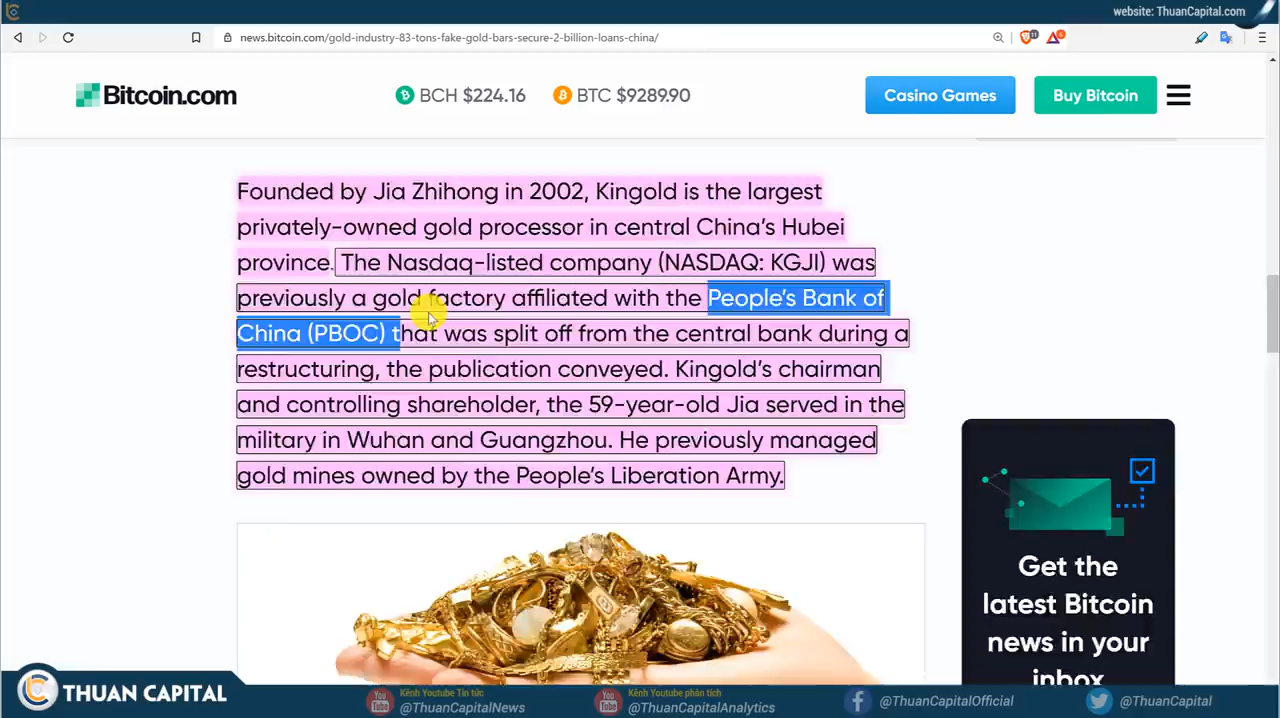 website: ThuanCapital.com
news.bitcoin.com/gold-industry-83-tons-fake-gold-bars-secure-2-billion-loans-china/
Bitcoin.com
BCH $224.16
BTC $9289.90
Casino Games
Buy Bitcoin
Founded by Jia Zhihong in 2002, Kingold is the largest
privately-owned gold processor in central China's Hubei
province. The Nasdaq-listed company (NASDAQ: KGJI) was
previously a gold factory affiliated with the People's Bank of
China (PBOC) that was split off from the central bank during a
restructuring, the publication conveyed. Kingold's chairman
and controlling shareholder, the 59-year-old Jia served in the
military in Wuhan and Guangzhou. He previously managed
gold mines owned by the People's Liberation Army.
Get the
latest Bitcoin
news in your
inbox
THUAN CAPITAL
You Tube
Kênh Youtube Tin tức
@ThuanCapitalNews
You Tube
Kênh Youtube phân tích
@ThuanCapitalAnalytics
@ThuanCapitalOfficial
@ThuanCapital